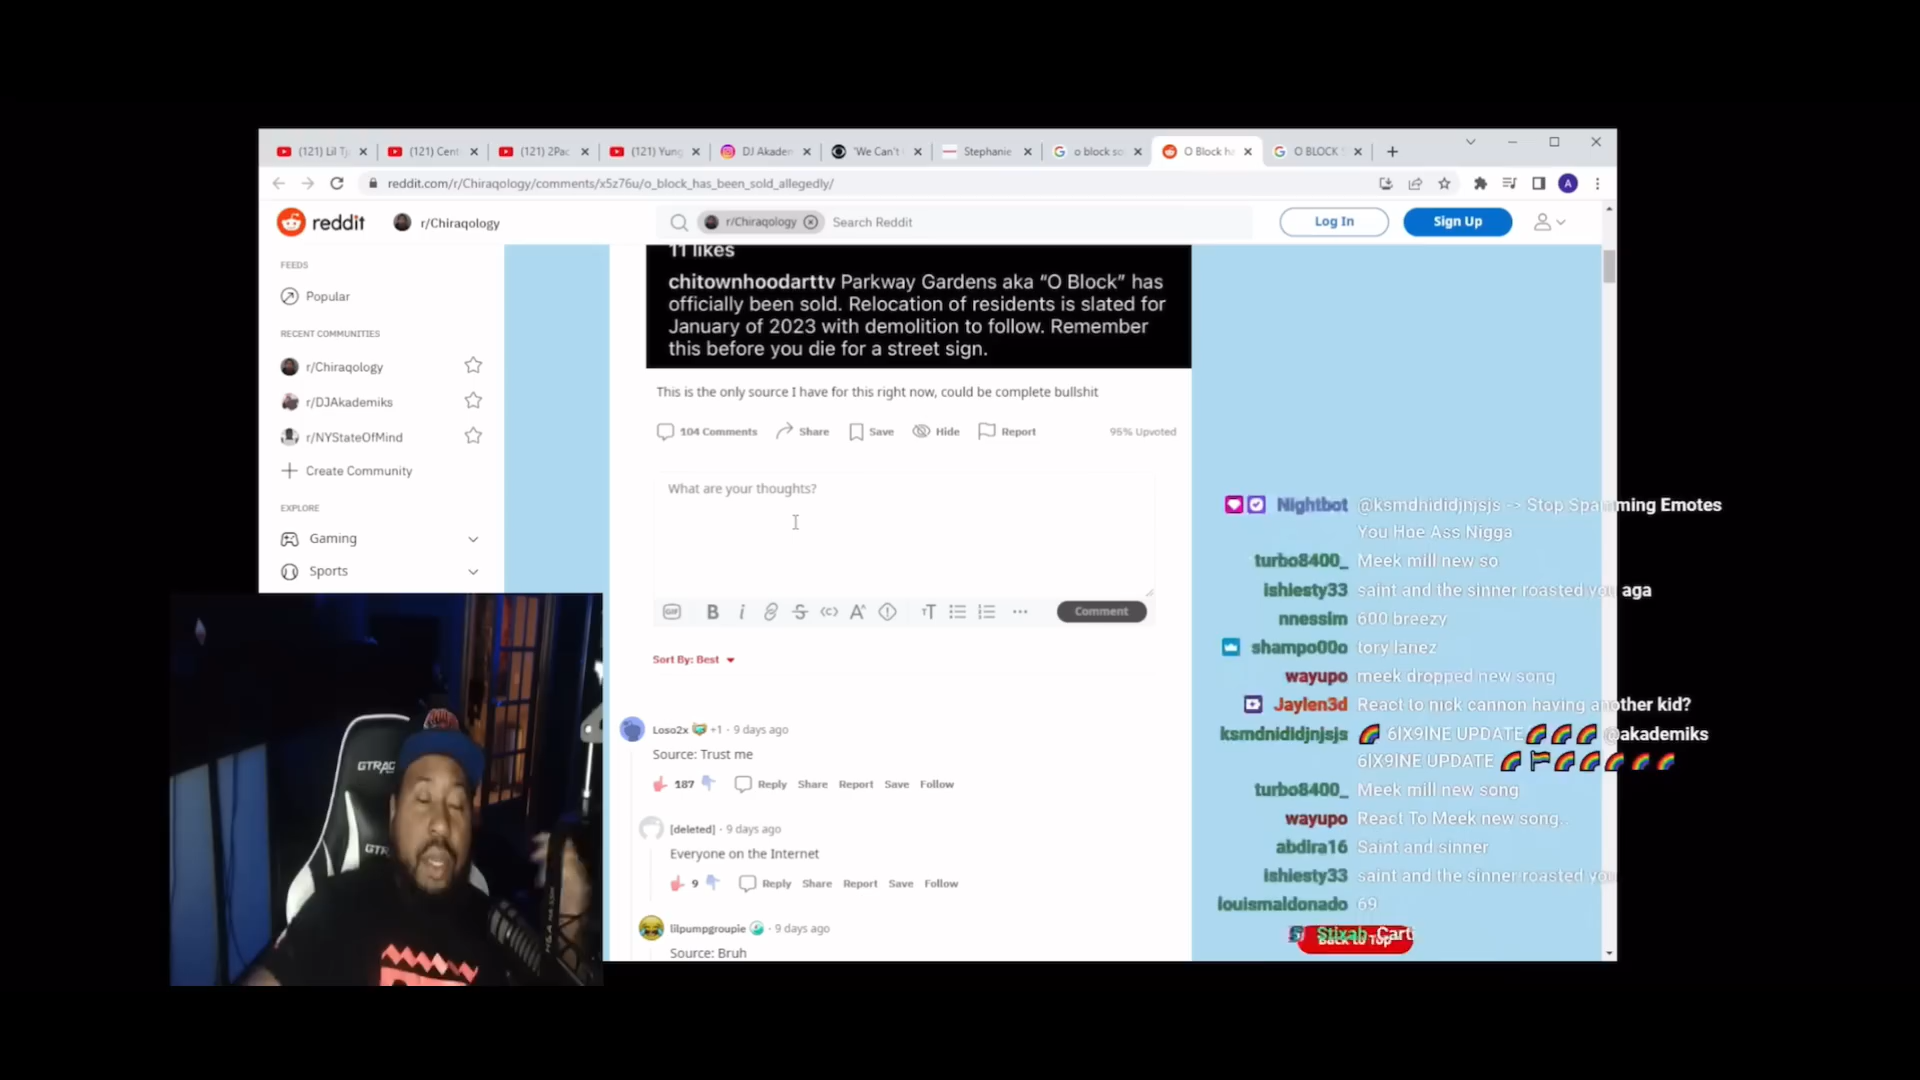 (121) Lil Tj
(121) Cent
(121) 2Pac
(121) Yung
DJ Akadem
'We Can't
Stephanie
o block so
O Block ha
O BLOCK
reddit.com/r/Chiraqology/comments/x5z76u/o_block_has_been_sold_allegedly/
A
reddit
r/Chiraqology
r/Chiraqology
Search Reddit
Log In
Sign Up
FEEDS
Popular
RECENT COMMUNITIES
r/Chiraqology
r/DJAkademiks
r/NYStateOfMind
Create Community
EXPLORE
Gaming
Sports
11 likes
chitownhoodarttv Parkway Gardens aka “O Block” has
officially been sold. Relocation of residents is slated for
January of 2023 with demolition to follow. Remember
this before you die for a street sign.
This is the only source I have for this right now, could be complete bullshit
104 Comments
Share
Save
Hide
Report
95% Upvoted
What are your thoughts?
GIF
Comment
Sort By: Best
Loso2x +1 · 9 days ago
Source: Trust me
187
Reply Share Report Save Follow
[deleted] · 9 days ago
Everyone on the Internet
9
Reply Share Report Save Follow
lilpumpgroupie · 9 days ago
Source: Bruh
Nightbot @ksmdnididjnjsjs -> Stop Spamming Emotes
You Hoe Ass Nigga
turbo8400_ Meek mill new so
ishiesty33 saint and the sinner roasted you aga
nnessim 600 breezy
shampo00o tory lanez
wayupo meek dropped new song
Jaylen3d React to nick cannon having another kid?
ksmdnididjnjsjs 6IX9INE UPDATE @akademiks
6IX9INE UPDATE
turbo8400_ Meek mill new song
wayupo React To Meek new song..
abdira16 Saint and sinner
ishiesty33 saint and the sinner roasted you
louismaldonado 69
Stixah Carti
Back to Top
GTRAC
GTR